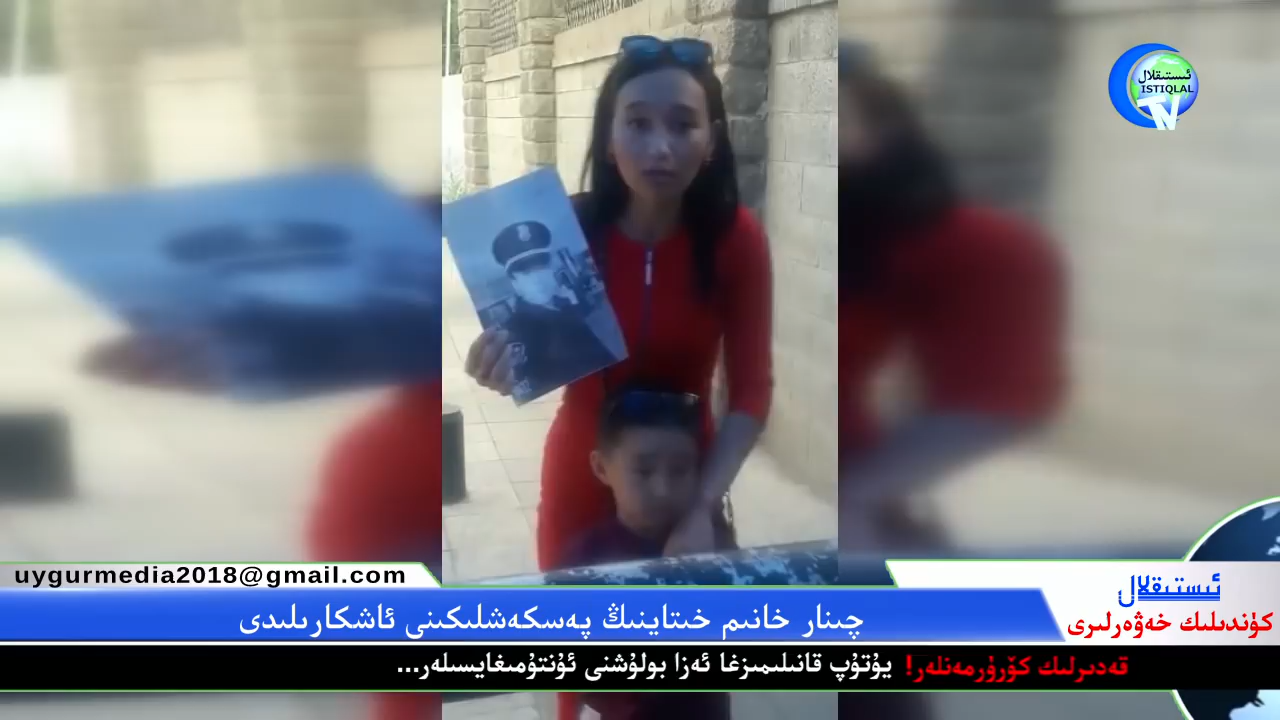 ئىستىقلال
ISTIQLAL
TV
uygurmedia2018@gmail.com
ئىستىقلال
چىنار خانىم خىتاينىڭ پەسكەشلىكىنى ئاشكارىلىدى
كۈندىلىك خەۋەرلىرى
قەدىرلىك كۆرۈرمەنلەر! يۇتۇپ قانىلىمىزغا ئەزا بولۇشنى ئۇنتۇمىغايسىلەر...